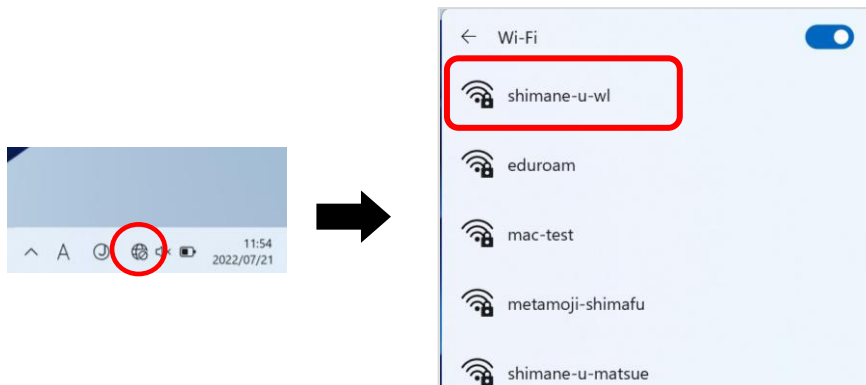 A
11:54
2022/07/21
Wi-Fi
shimane-u-wl
eduroam
mac-test
metamoji-shimafu
shimane-u-matsue